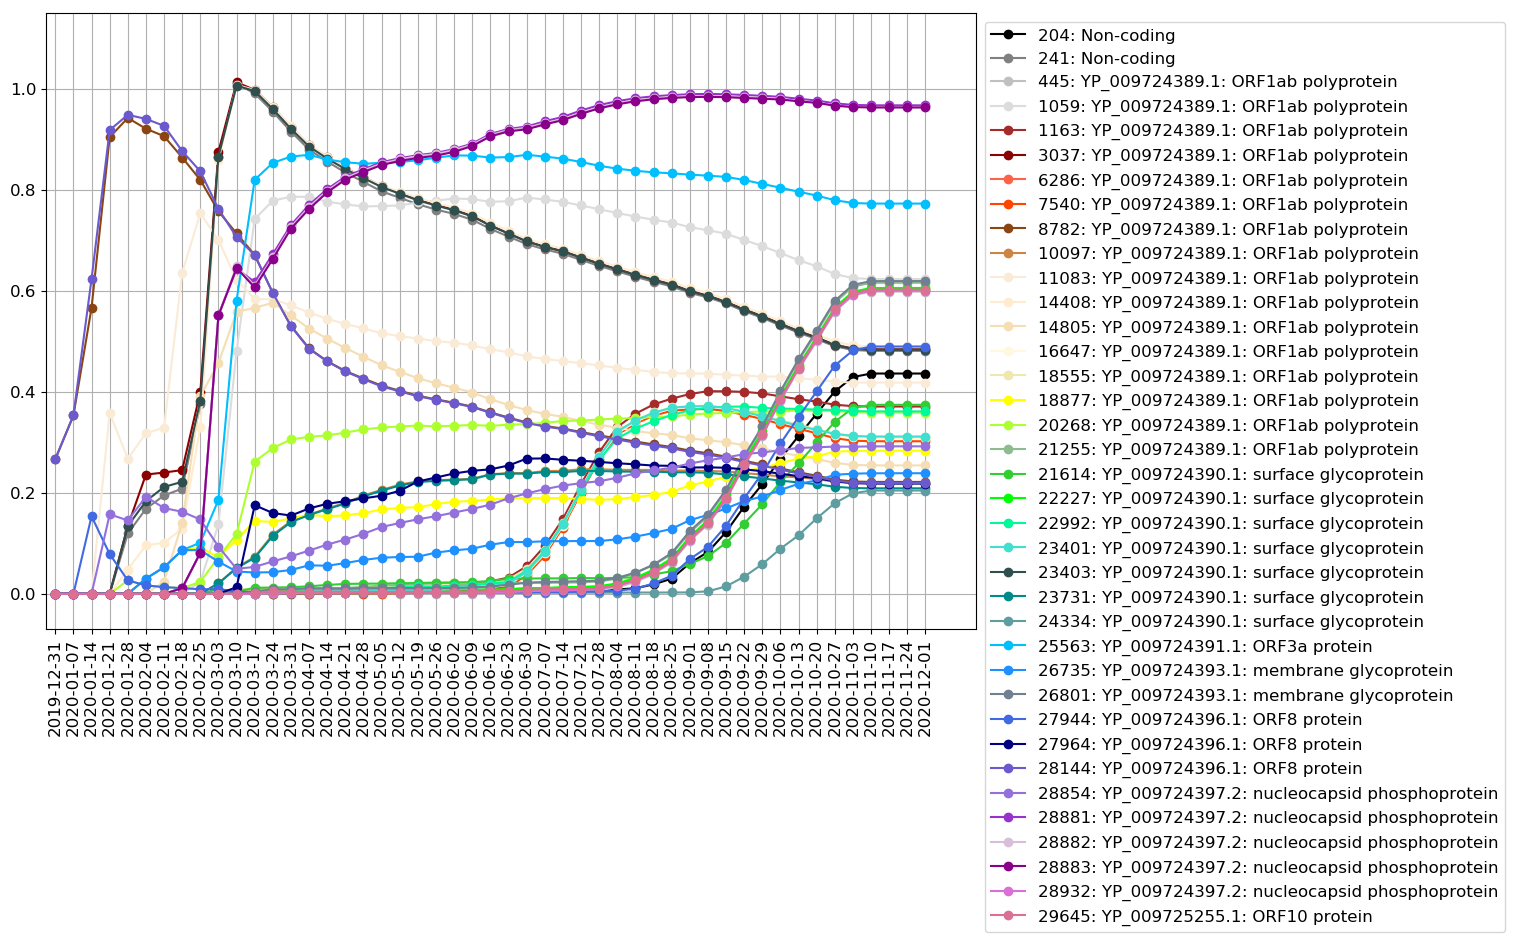 1.0
0.8
0.6
0.4
0.2
0.0
2019-12-31
2020-01-07
2020-01-14
2020-01-21
2020-01-28
2020-02-04
2020-02-11
2020-02-18
2020-02-25
2020-03-03
2020-03-10
2020-03-17
2020-03-24
2020-03-31
2020-04-07
2020-04-14
2020-04-21
2020-04-28
2020-05-05
2020-05-12
2020-05-19
2020-05-26
2020-06-02
2020-06-09
2020-06-16
2020-06-23
2020-06-30
2020-07-07
2020-07-14
2020-07-21
2020-07-28
2020-08-04
2020-08-11
2020-08-18
2020-08-25
2020-09-01
2020-09-08
2020-09-15
2020-09-22
2020-09-29
2020-10-06
2020-10-13
2020-10-20
2020-10-27
2020-11-03
2020-11-10
2020-11-17
2020-11-24
2020-12-01
204: Non-coding
241: Non-coding
445: YP_009724389.1: ORF1ab polyprotein
1059: YP_009724389.1: ORF1ab polyprotein
1163: YP_009724389.1: ORF1ab polyprotein
3037: YP_009724389.1: ORF1ab polyprotein
6286: YP_009724389.1: ORF1ab polyprotein
7540: YP_009724389.1: ORF1ab polyprotein
8782: YP_009724389.1: ORF1ab polyprotein
10097: YP_009724389.1: ORF1ab polyprotein
11083: YP_009724389.1: ORF1ab polyprotein
14408: YP_009724389.1: ORF1ab polyprotein
14805: YP_009724389.1: ORF1ab polyprotein
16647: YP_009724389.1: ORF1ab polyprotein
18555: YP_009724389.1: ORF1ab polyprotein
18877: YP_009724389.1: ORF1ab polyprotein
20268: YP_009724389.1: ORF1ab polyprotein
21255: YP_009724389.1: ORF1ab polyprotein
21614: YP_009724390.1: surface glycoprotein
22227: YP_009724390.1: surface glycoprotein
22992: YP_009724390.1: surface glycoprotein
23401: YP_009724390.1: surface glycoprotein
23403: YP_009724390.1: surface glycoprotein
23731: YP_009724390.1: surface glycoprotein
24334: YP_009724390.1: surface glycoprotein
25563: YP_009724391.1: ORF3a protein
26735: YP_009724393.1: membrane glycoprotein
26801: YP_009724393.1: membrane glycoprotein
27944: YP_009724396.1: ORF8 protein
27964: YP_009724396.1: ORF8 protein
28144: YP_009724396.1: ORF8 protein
28854: YP_009724397.2: nucleocapsid phosphoprotein
28881: YP_009724397.2: nucleocapsid phosphoprotein
28882: YP_009724397.2: nucleocapsid phosphoprotein
28883: YP_009724397.2: nucleocapsid phosphoprotein
28932: YP_009724397.2: nucleocapsid phosphoprotein
29645: YP_009725255.1: ORF10 protein